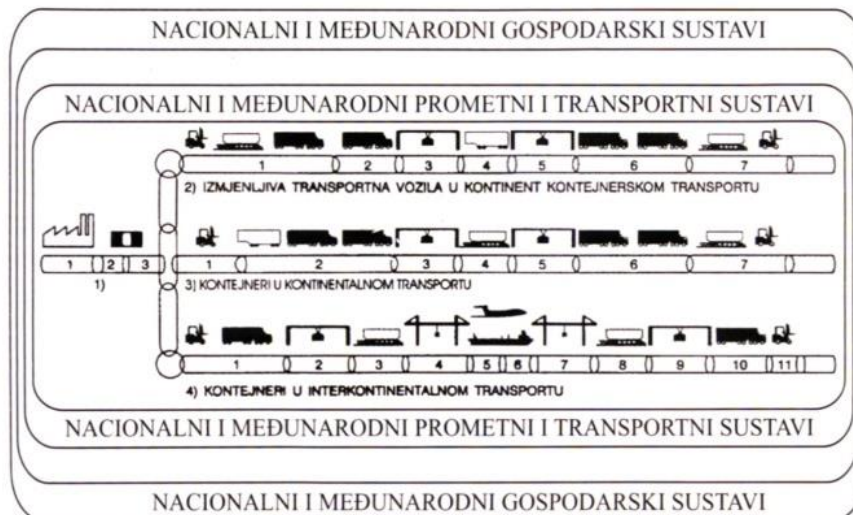 NACIONALNI I MEĐUNARODNI GOSPODARSKI SUSTAVI
NACIONALNI I MEĐUNARODNI PROMETNI I TRANSPORTNI SUSTAVI
1 2 3 4 5 6 7
2) IZMJENLJIVA TRANSPORTNA VOZILA U KONTINENT KONTEJNERSKOM TRANSPORTU
1 2 3 1 2 3 4 5 6 7
1) 3) KONTEJNERI U KONTINENTALNOM TRANSPORTU
1 2 3 4 5 6 7 8 9 10 11
4) KONTEJNERI U INTERKONTINENTALNOM TRANSPORTU
NACIONALNI I MEĐUNARODNI PROMETNI I TRANSPORTNI SUSTAVI
NACIONALNI I MEĐUNARODNI GOSPODARSKI SUSTAVI